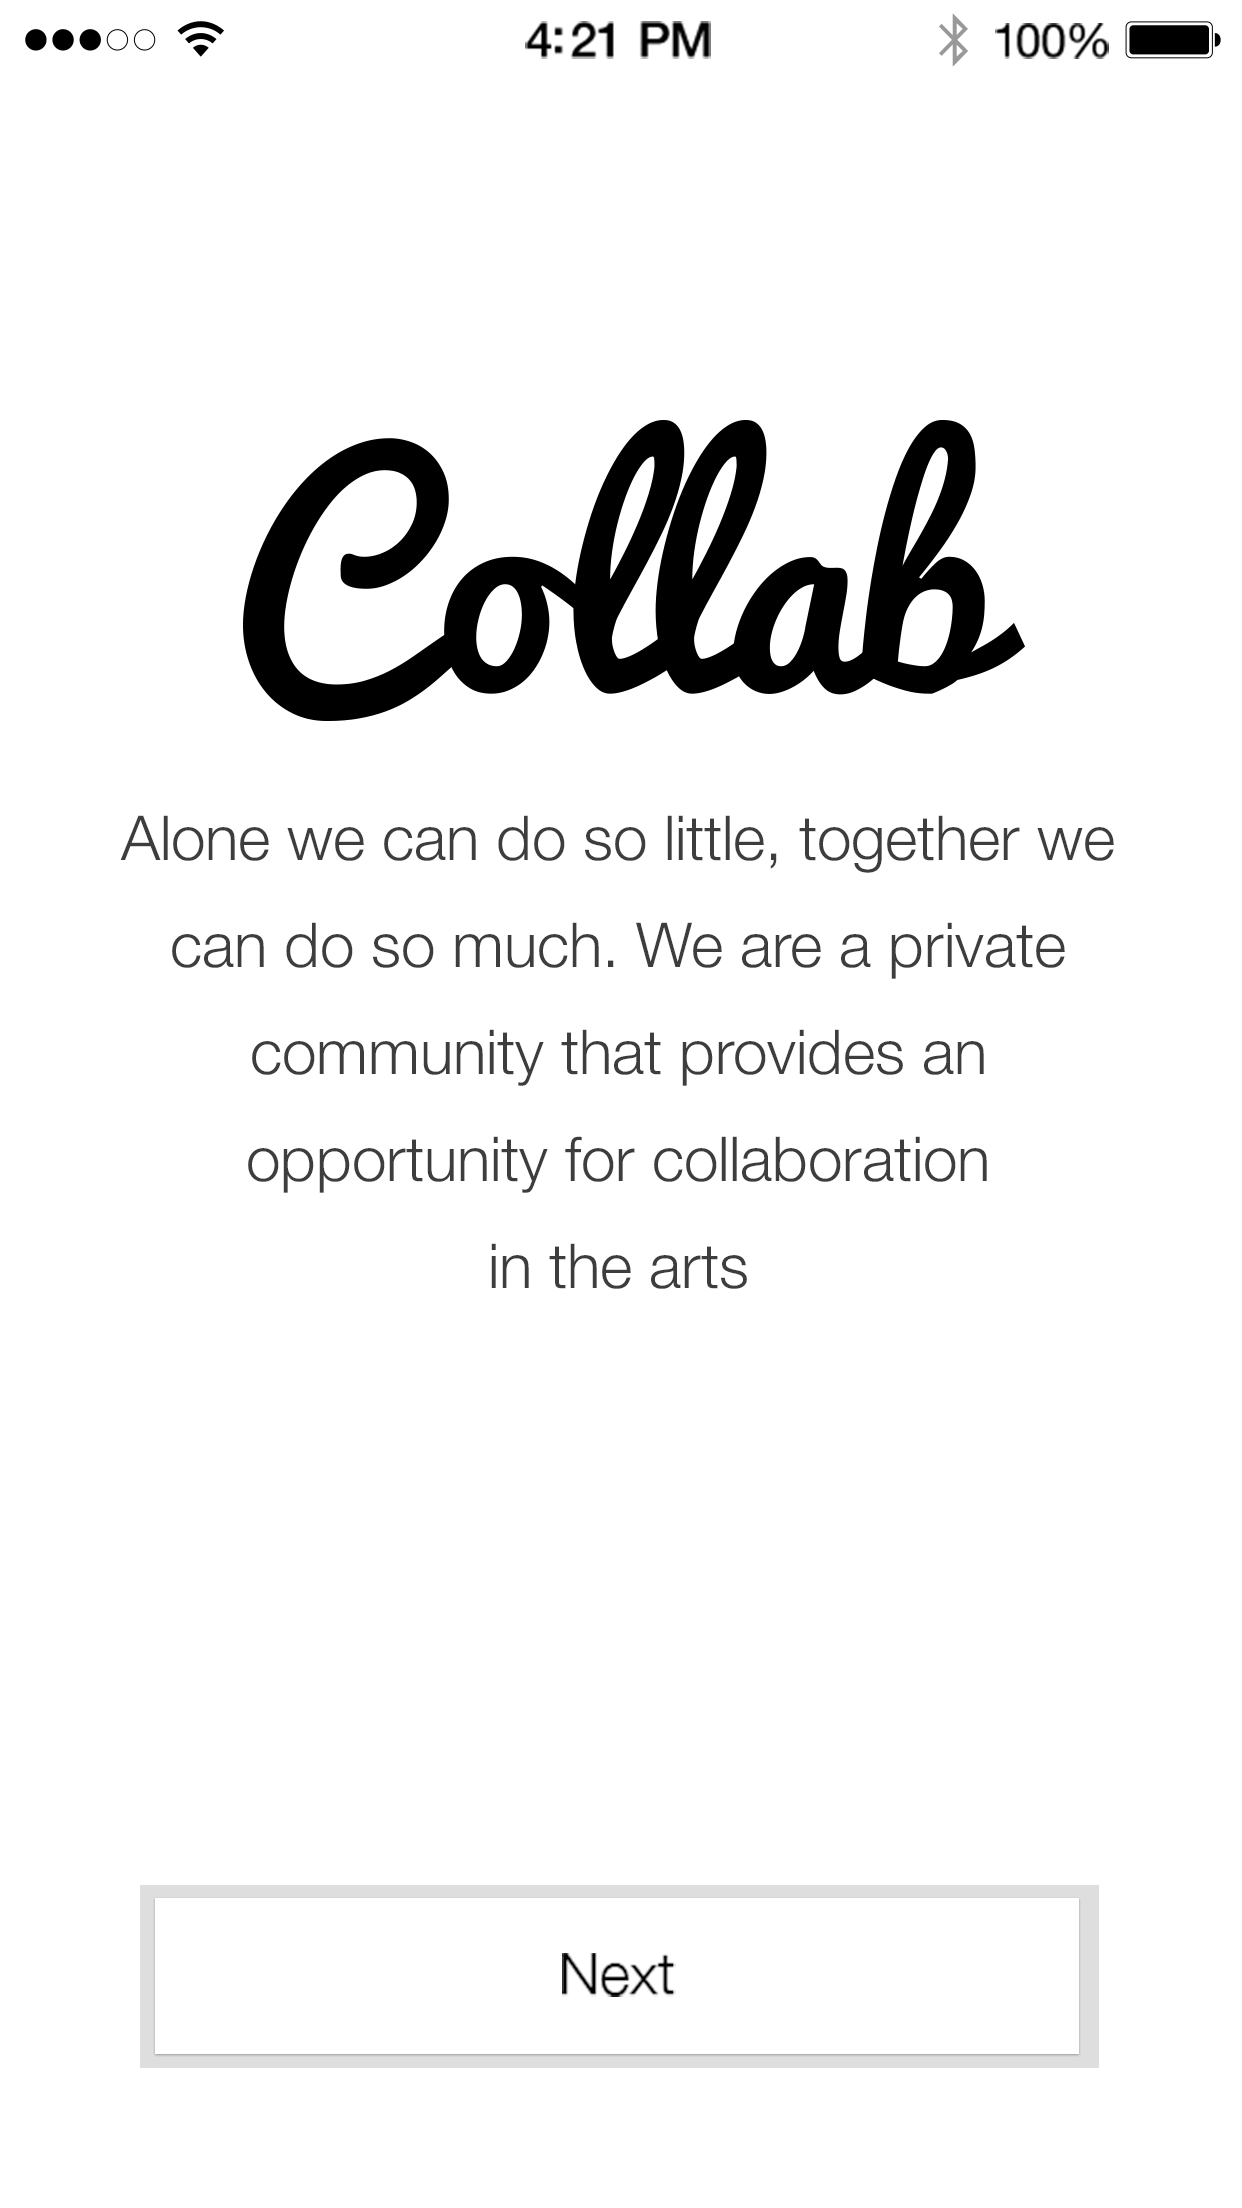 4:21 PM 100%
Collab
Alone we can do so little, together we
can do so much. We are a private
community that provides an
opportunity for collaboration
in the arts
Next